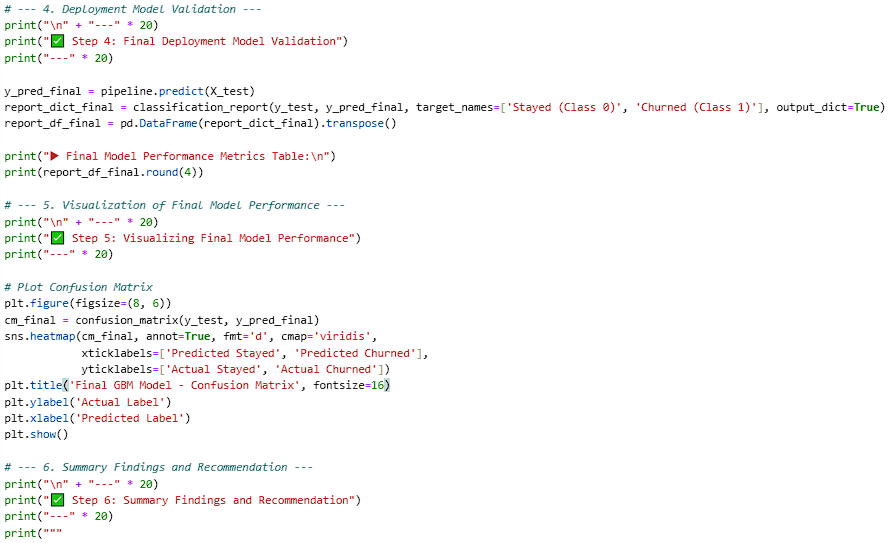 # --- 4. Deployment Model Validation ---
print("\n" + "---" * 20)
print("✅ Step 4: Final Deployment Model Validation")
print("---" * 20)

y_pred_final = pipeline.predict(X_test)
report_dict_final = classification_report(y_test, y_pred_final, target_names=['Stayed (Class 0)', 'Churned (Class 1)'], output_dict=True)
report_df_final = pd.DataFrame(report_dict_final).transpose()

print("▶ Final Model Performance Metrics Table:\n")
print(report_df_final.round(4))

# --- 5. Visualization of Final Model Performance ---
print("\n" + "---" * 20)
print("✅ Step 5: Visualizing Final Model Performance")
print("---" * 20)

# Plot Confusion Matrix
plt.figure(figsize=(8, 6))
cm_final = confusion_matrix(y_test, y_pred_final)
sns.heatmap(cm_final, annot=True, fmt='d', cmap='viridis',
            xticklabels=['Predicted Stayed', 'Predicted Churned'],
            yticklabels=['Actual Stayed', 'Actual Churned'])
plt.title('Final GBM Model - Confusion Matrix', fontsize=16)
plt.ylabel('Actual Label')
plt.xlabel('Predicted Label')
plt.show()

# --- 6. Summary Findings and Recommendation ---
print("\n" + "---" * 20)
print("✅ Step 6: Summary Findings and Recommendation")
print("---" * 20)
print("""